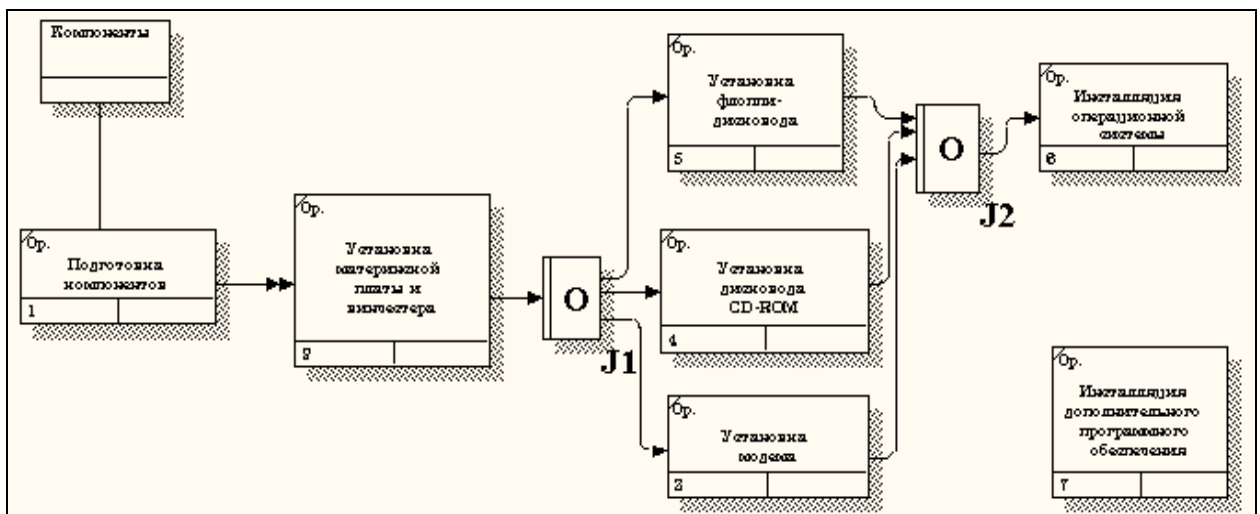 Компоненты
Ор.
Подготовка
компонентов
1
Ор.
Установка
материнской
платы и
винчестера
2
О
J1
Ор.
Установка
флоппи-
дисковода
5
Ор.
Установка
дисковода
CD-ROM
4
Ор.
Установка
модема
3
О
J2
Ор.
Инсталляция
операционной
системы
6
Ор.
Инсталляция
дополнительного
программного
обеспечения
7